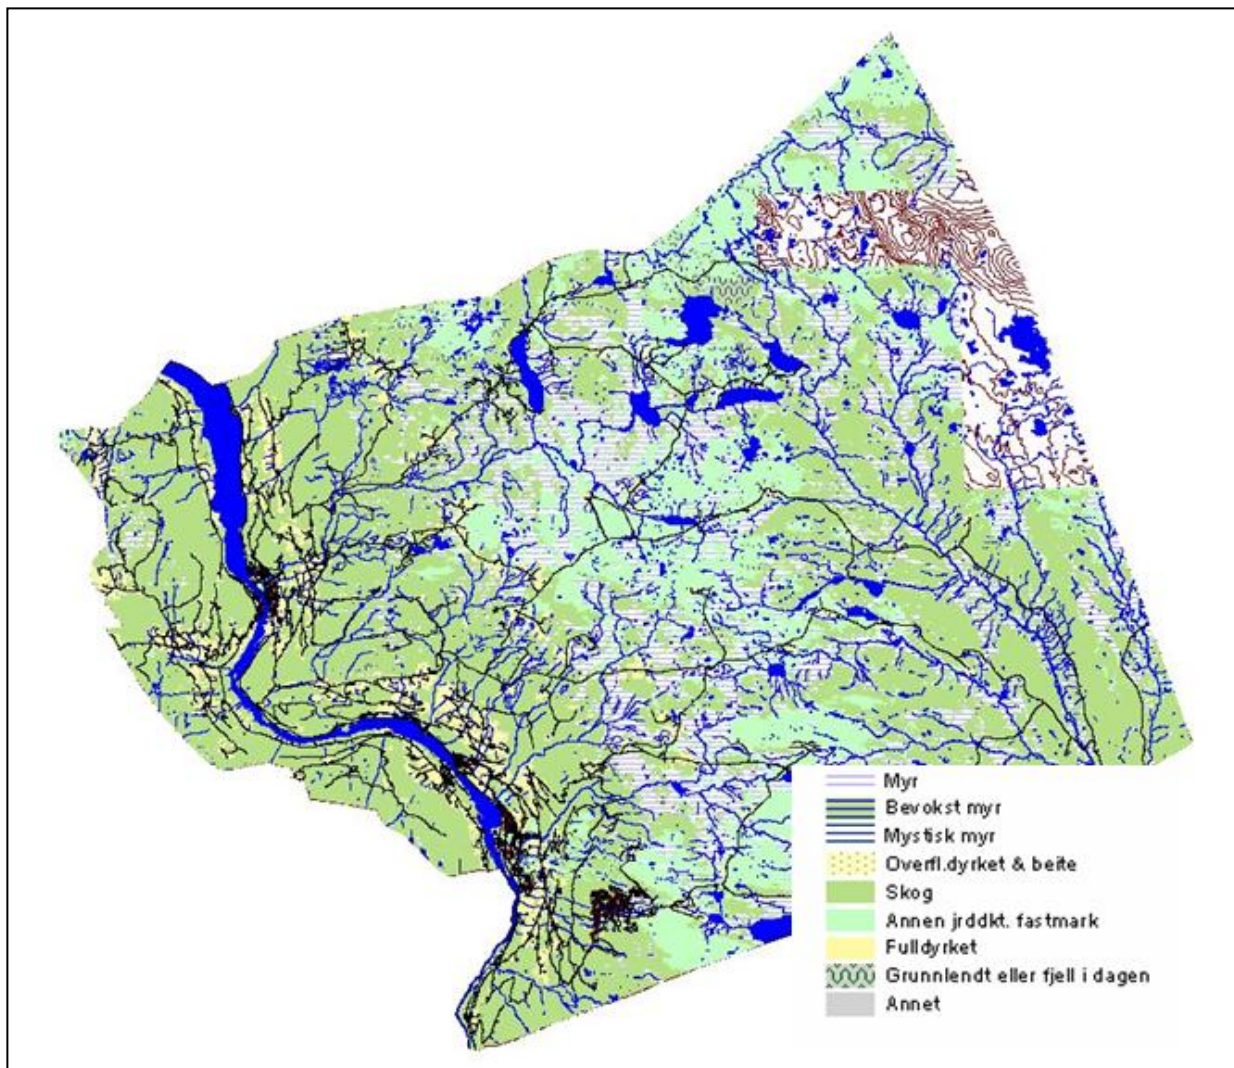 Myr
Bevokst myr
Mystisk myr
Overfl.dyrket & beite
Skog
Annen jrddkt. fastmark
Fulldyrket
Grunnlendt eller fjell i dagen
Annet